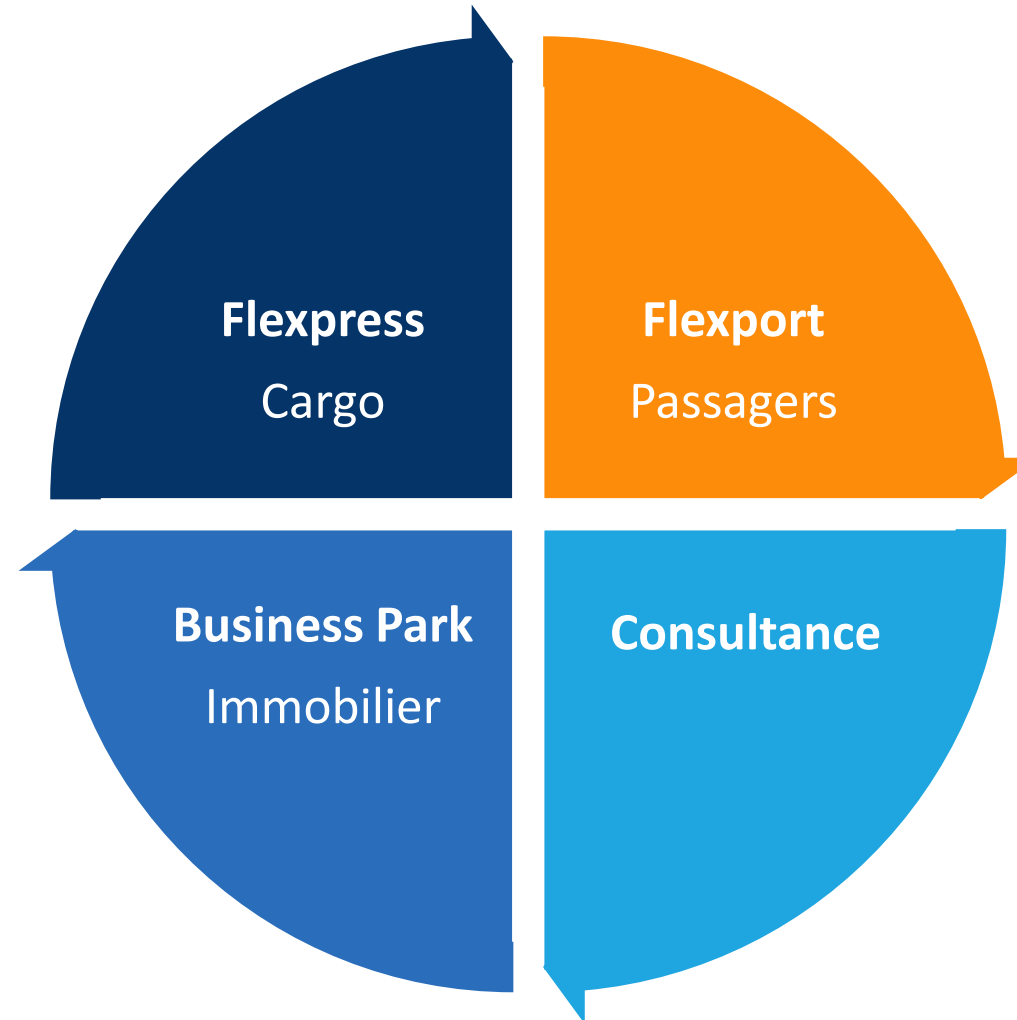 Flexpress
Cargo
Flexport
Passagers
Business Park
Immobilier
Consultance